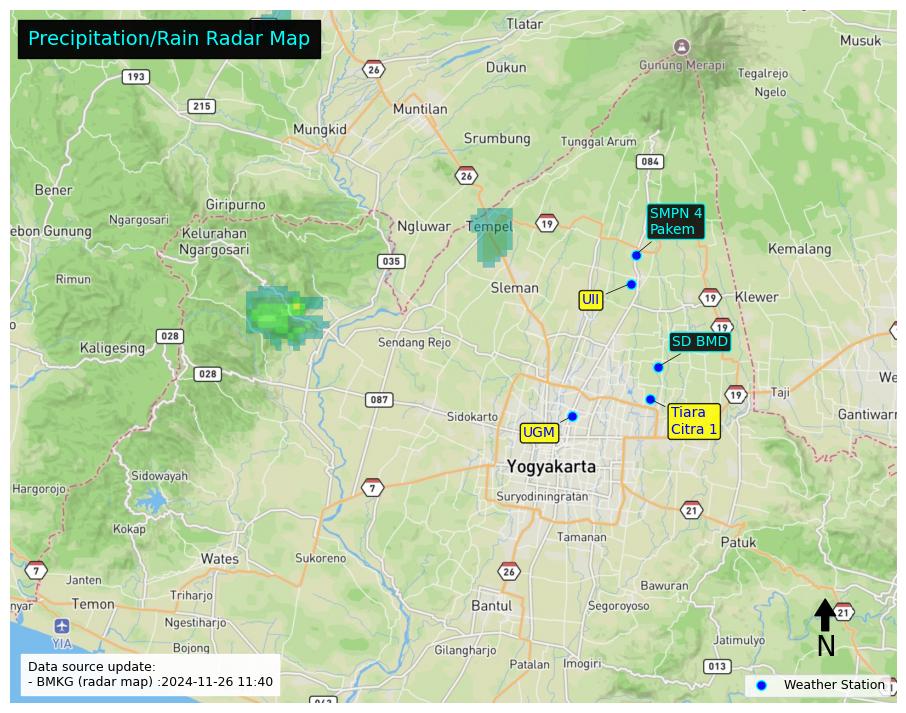 Precipitation/Rain Radar Map
Tlatar
Musuk
26
Dukun
Gunung Merapi
Tegalrejo
193
Ngelo
215
Muntilan
Mungkid
Srumbung
Tunggal Arum
084
26
Bener
Giripurno
SMPN 4
Pakem
Ngargosari
Ngluwar
Tempel
19
ebon Gunung
Kelurahan
Ngargosari
Kemalang
035
Rimun
UII
Sleman
19
Klewer
19
028
Kaligesing
Sendang Rejo
SD BMD
028
We
Taji
19
087
Sidokarto
Tiara
Citra 1
Gantiwarn
UGM
Yogyakarta
Sidowayah
Hargorojo
7
Suryodiningratan
21
Kokap
Tamanan
Patuk
Wates
Sukoreno
7
26
Janten
Bawuran
nyar
Temon
Triharjo
Bantul
Segoroyoso
21
Ngestiharjo
YIA
Jatimulyo
N
Bojong
Gilangharjo
Patalan
Imogiri
013
Data source update:
- BMKG (radar map) :2024-11-26 11:40
Weather Station